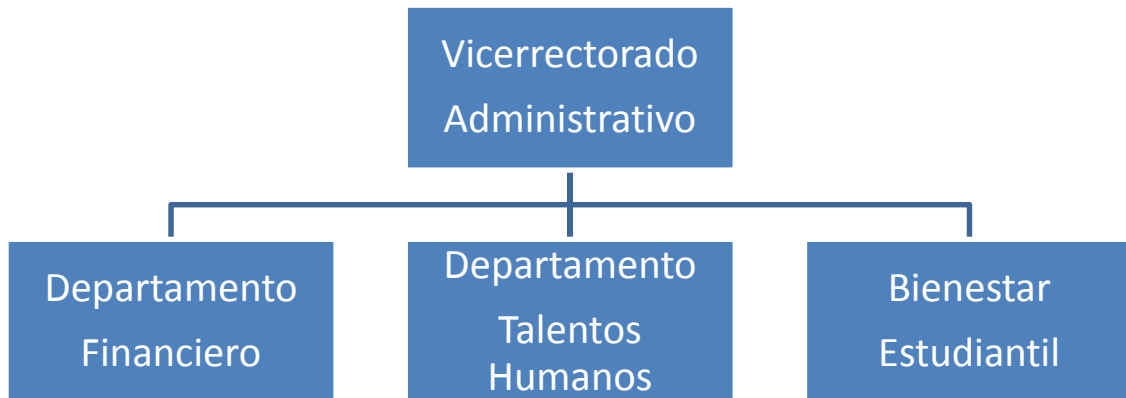 Vicerrectorado
Administrativo
Departamento
Financiero
Departamento
Talentos
Humanos
Bienestar
Estudiantil